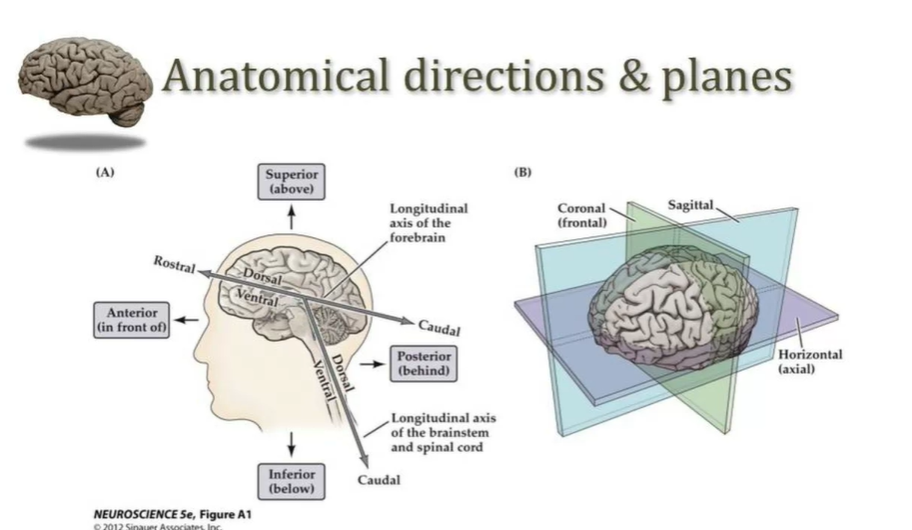 Anatomical directions & planes
(A)
Superior
(above)
Longitudinal
axis of the
forebrain
Rostral
Dorsal
Ventral
Anterior
(in front of)
Caudal
Posterior
(behind)
Ventral
Dorsal
Longitudinal axis
of the brainstem
and spinal cord
Inferior
(below)
Caudal
NEUROSCIENCE 5e, Figure A1
© 2012 Sinauer Associates, Inc.
(B)
Coronal
(frontal)
Sagittal
Horizontal
(axial)